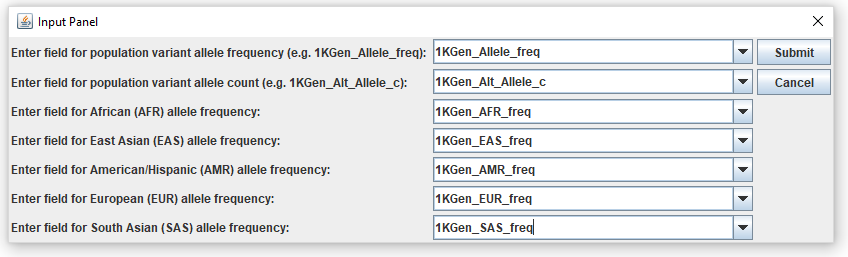 Input Panel
Enter field for population variant allele frequency (e.g. 1KGen_Allele_freq): 1KGen_Allele_freq Submit
Enter field for population variant allele count (e.g. 1KGen_Alt_Allele_c): 1KGen_Alt_Allele_c Cancel
Enter field for African (AFR) allele frequency: 1KGen_AFR_freq
Enter field for East Asian (EAS) allele frequency: 1KGen_EAS_freq
Enter field for American/Hispanic (AMR) allele frequency: 1KGen_AMR_freq
Enter field for European (EUR) allele frequency: 1KGen_EUR_freq
Enter field for South Asian (SAS) allele frequency: 1KGen_SAS_freq